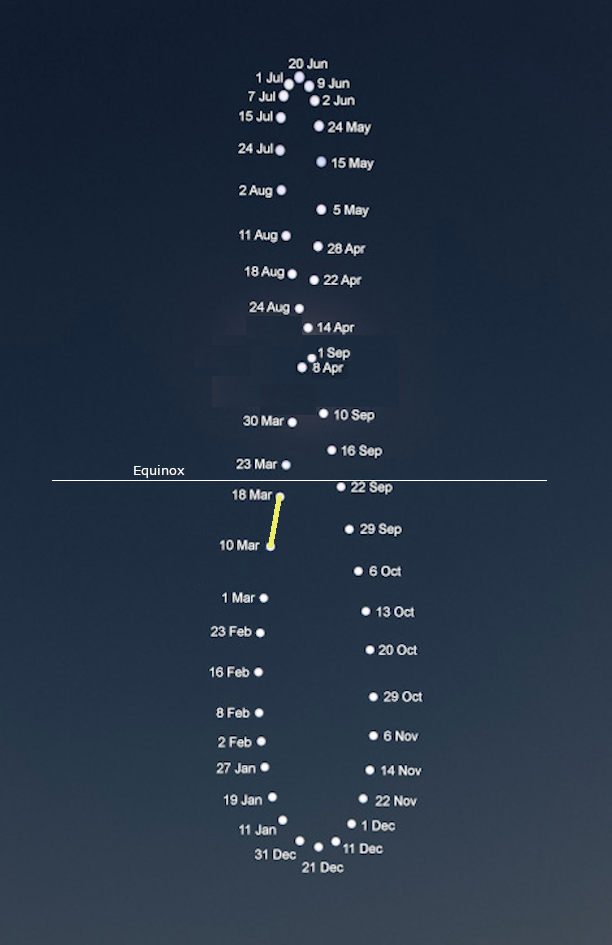 20 Jun
1 Jul
9 Jun
7 Jul
2 Jun
15 Jul
24 May
24 Jul
15 May
2 Aug
5 May
11 Aug
28 Apr
18 Aug
22 Apr
24 Aug
14 Apr
1 Sep
8 Apr
10 Sep
30 Mar
16 Sep
23 Mar
Equinox
22 Sep
18 Mar
29 Sep
10 Mar
6 Oct
1 Mar
13 Oct
23 Feb
20 Oct
16 Feb
29 Oct
8 Feb
6 Nov
2 Feb
27 Jan
14 Nov
19 Jan
22 Nov
11 Jan
1 Dec
31 Dec
11 Dec
21 Dec